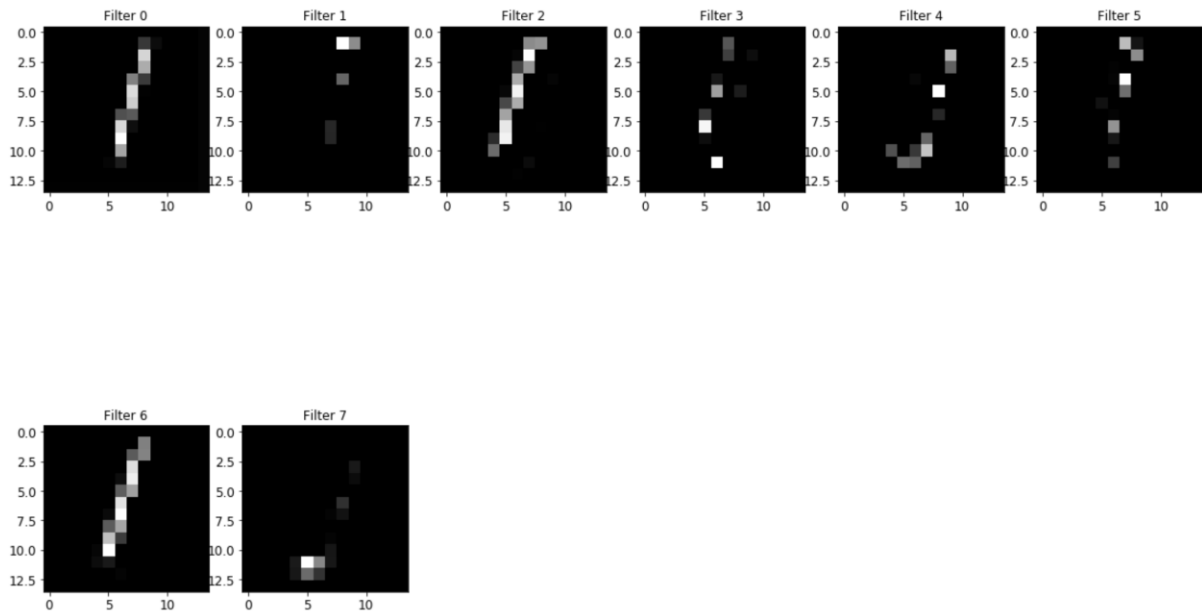 Filter 0 Filter 1 Filter 2 Filter 3 Filter 4 Filter 5
0.0 0.0 0.0 0.0 0.0 0.0
2.5 2.5 2.5 2.5 2.5 2.5
5.0 5.0 5.0 5.0 5.0 5.0
7.5 7.5 7.5 7.5 7.5 7.5
10.0 10.0 10.0 10.0 10.0 10.0
12.5 12.5 12.5 12.5 12.5 12.5
0 5 10 0 5 10 0 5 10 0 5 10 0 5 10 0 5 10
Filter 6 Filter 7
0.0 0.0
2.5 2.5
5.0 5.0
7.5 7.5
10.0 10.0
12.5 12.5
0 5 10 0 5 10